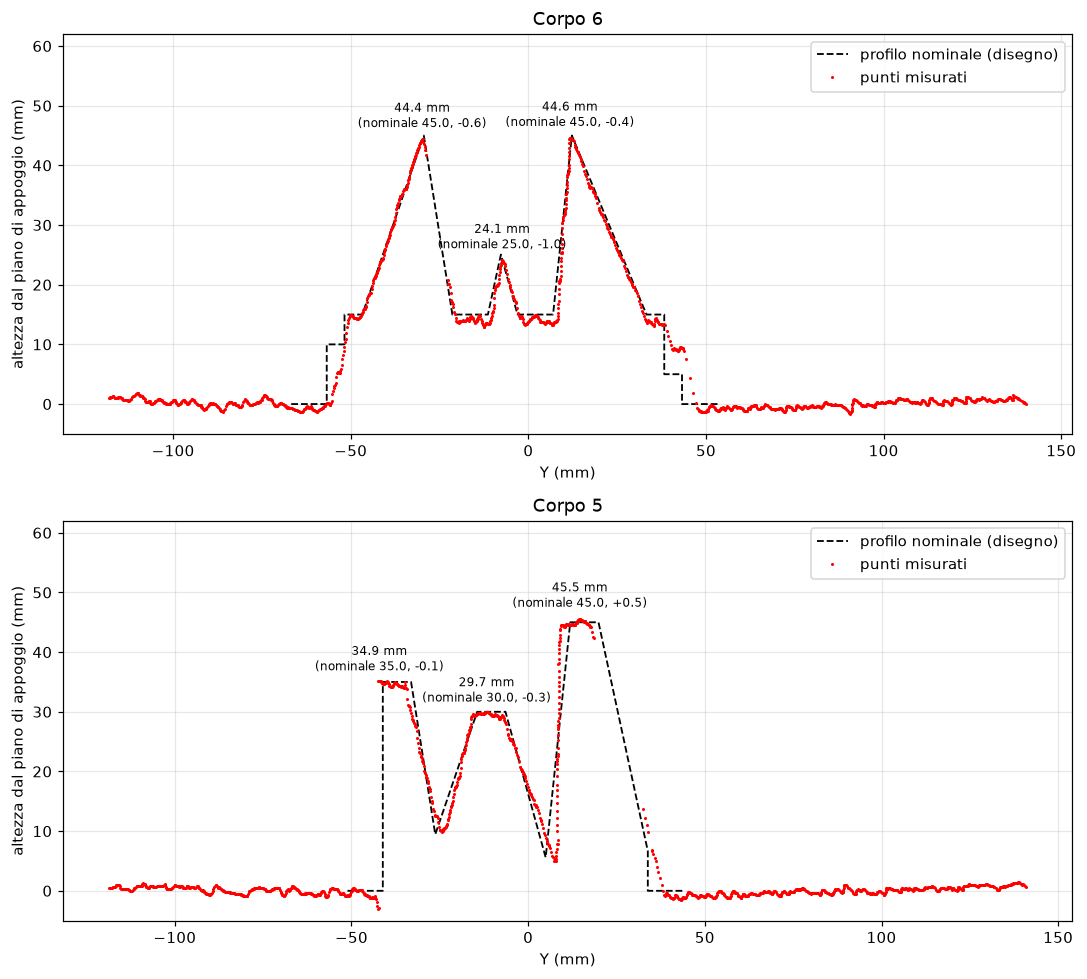 Corpo 6
60
50
40
30
20
10
0
altezza dal piano di appoggio (mm)
profilo nominale (disegno)
punti misurati
44.4 mm
(nominale 45.0, -0.6)
44.6 mm
(nominale 45.0, -0.4)
24.1 mm
(nominale 25.0, -1.0)
−100
−50
0
50
100
150
Y (mm)
Corpo 5
60
50
40
30
20
10
0
altezza dal piano di appoggio (mm)
profilo nominale (disegno)
punti misurati
45.5 mm
(nominale 45.0, +0.5)
34.9 mm
(nominale 35.0, -0.1)
29.7 mm
(nominale 30.0, -0.3)
−100
−50
0
50
100
150
Y (mm)